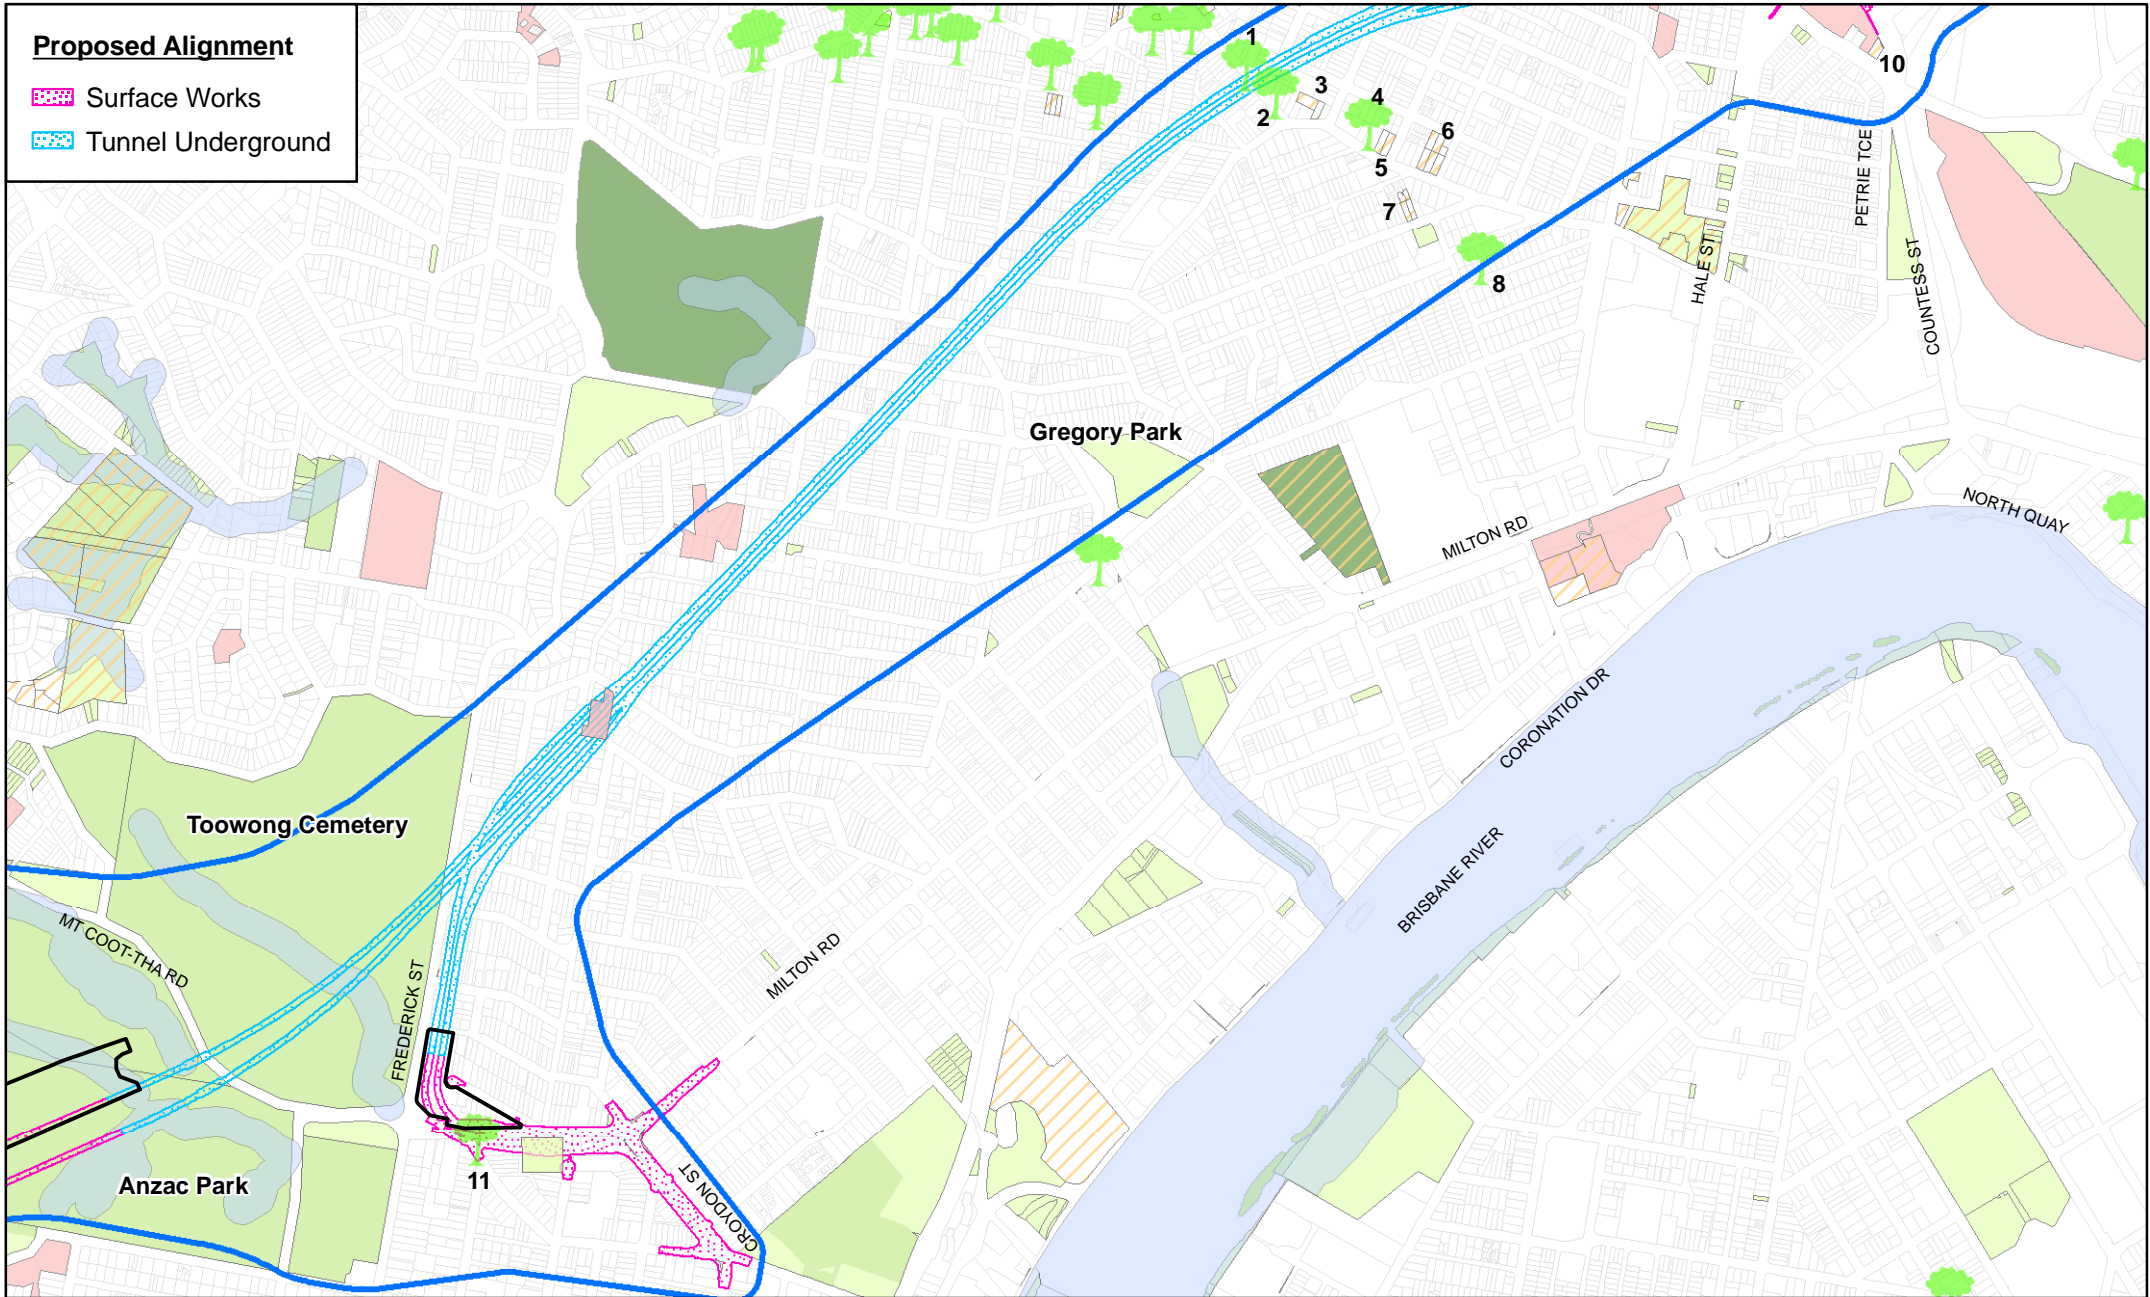 Proposed Alignment
Surface Works
Tunnel Underground
1
2
3
4
5
6
7
8
10
PETRIE TCE
HALE ST
COUNTESS ST
Gregory Park
MILTON RD
NORTH QUAY
CORONATION DR
BRISBANE RIVER
Toowong Cemetery
MT COOT-THA RD
FREDERICK ST
MILTON RD
Anzac Park
11
CROYDON ST